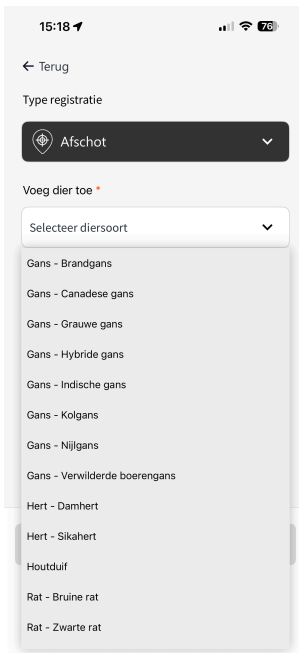 15:18
76
← Terug
Type registratie
Afschot
Voeg dier toe *
Selecteer diersoort
Gans - Brandgans
Gans - Canadese gans
Gans - Grauwe gans
Gans - Hybride gans
Gans - Indische gans
Gans - Kolgans
Gans - Nijlgans
Gans - Verwilderde boerengans
Hert - Damhert
Hert - Sikahert
Houtduif
Rat - Bruine rat
Rat - Zwarte rat